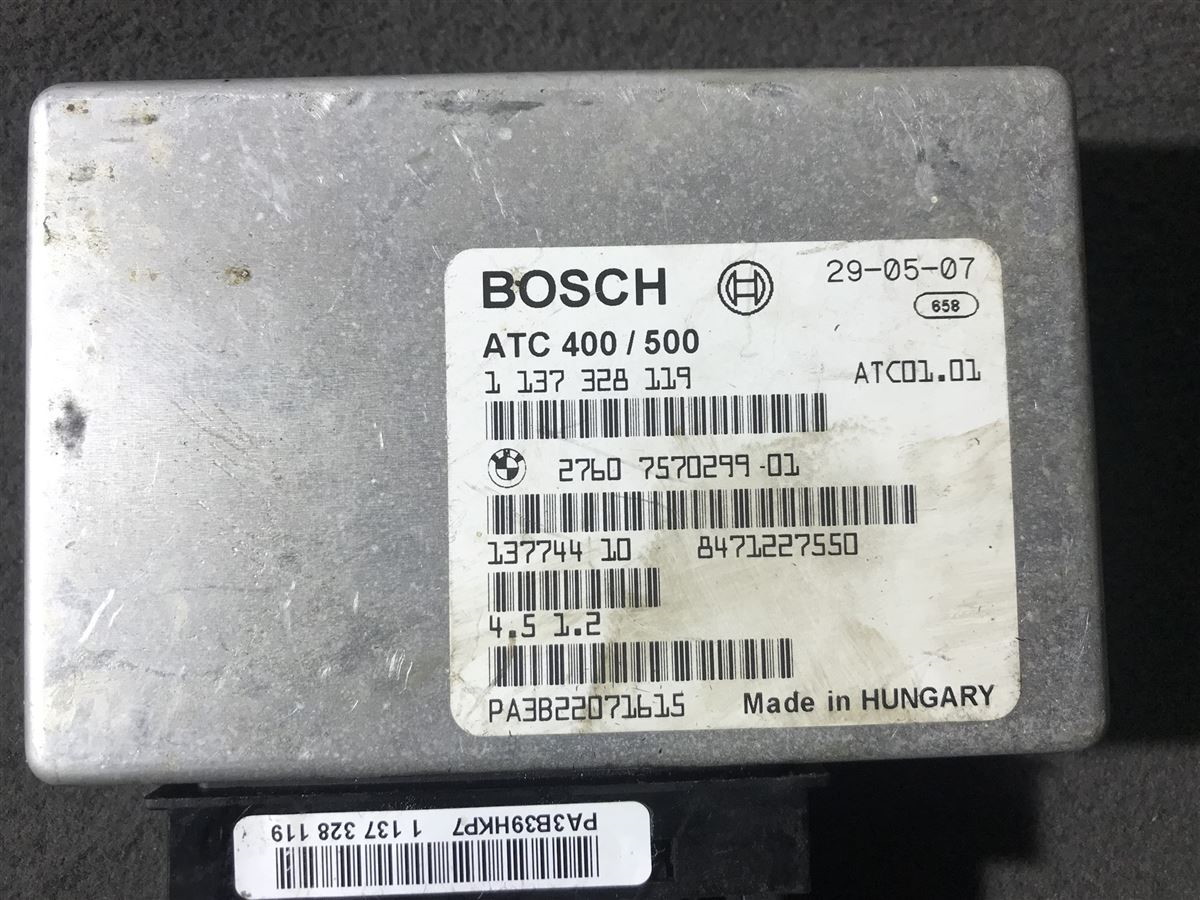 BOSCH 29-05-07
658
ATC 400 / 500
1 137 328 119 ATC01.01
2760 7570299-01
137744 10 8471227550
4.5 1.2
PA3B22071615 Made in HUNGARY
PA3B39HKP7 1 137 328 119